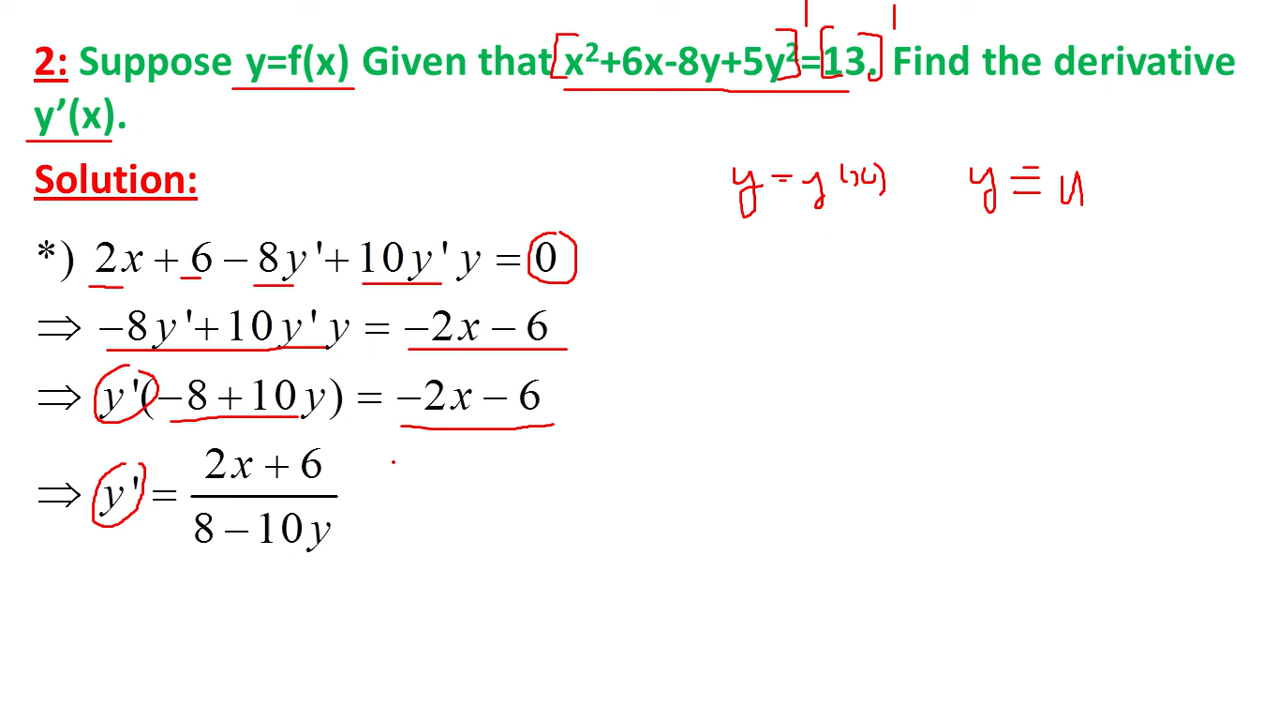 2: Suppose y=f(x) Given that [x²+6x-8y+5y²]'=[13.]' Find the derivative
y’(x).
Solution:
y = y(x) y ≡ u
*) 2x + 6 − 8y'+ 10y' y = 0
⇒ −8y'+10y' y = −2x − 6
⇒ y'(−8 + 10y) = −2x − 6
⇒ y' = (2x + 6)/(8 − 10y)